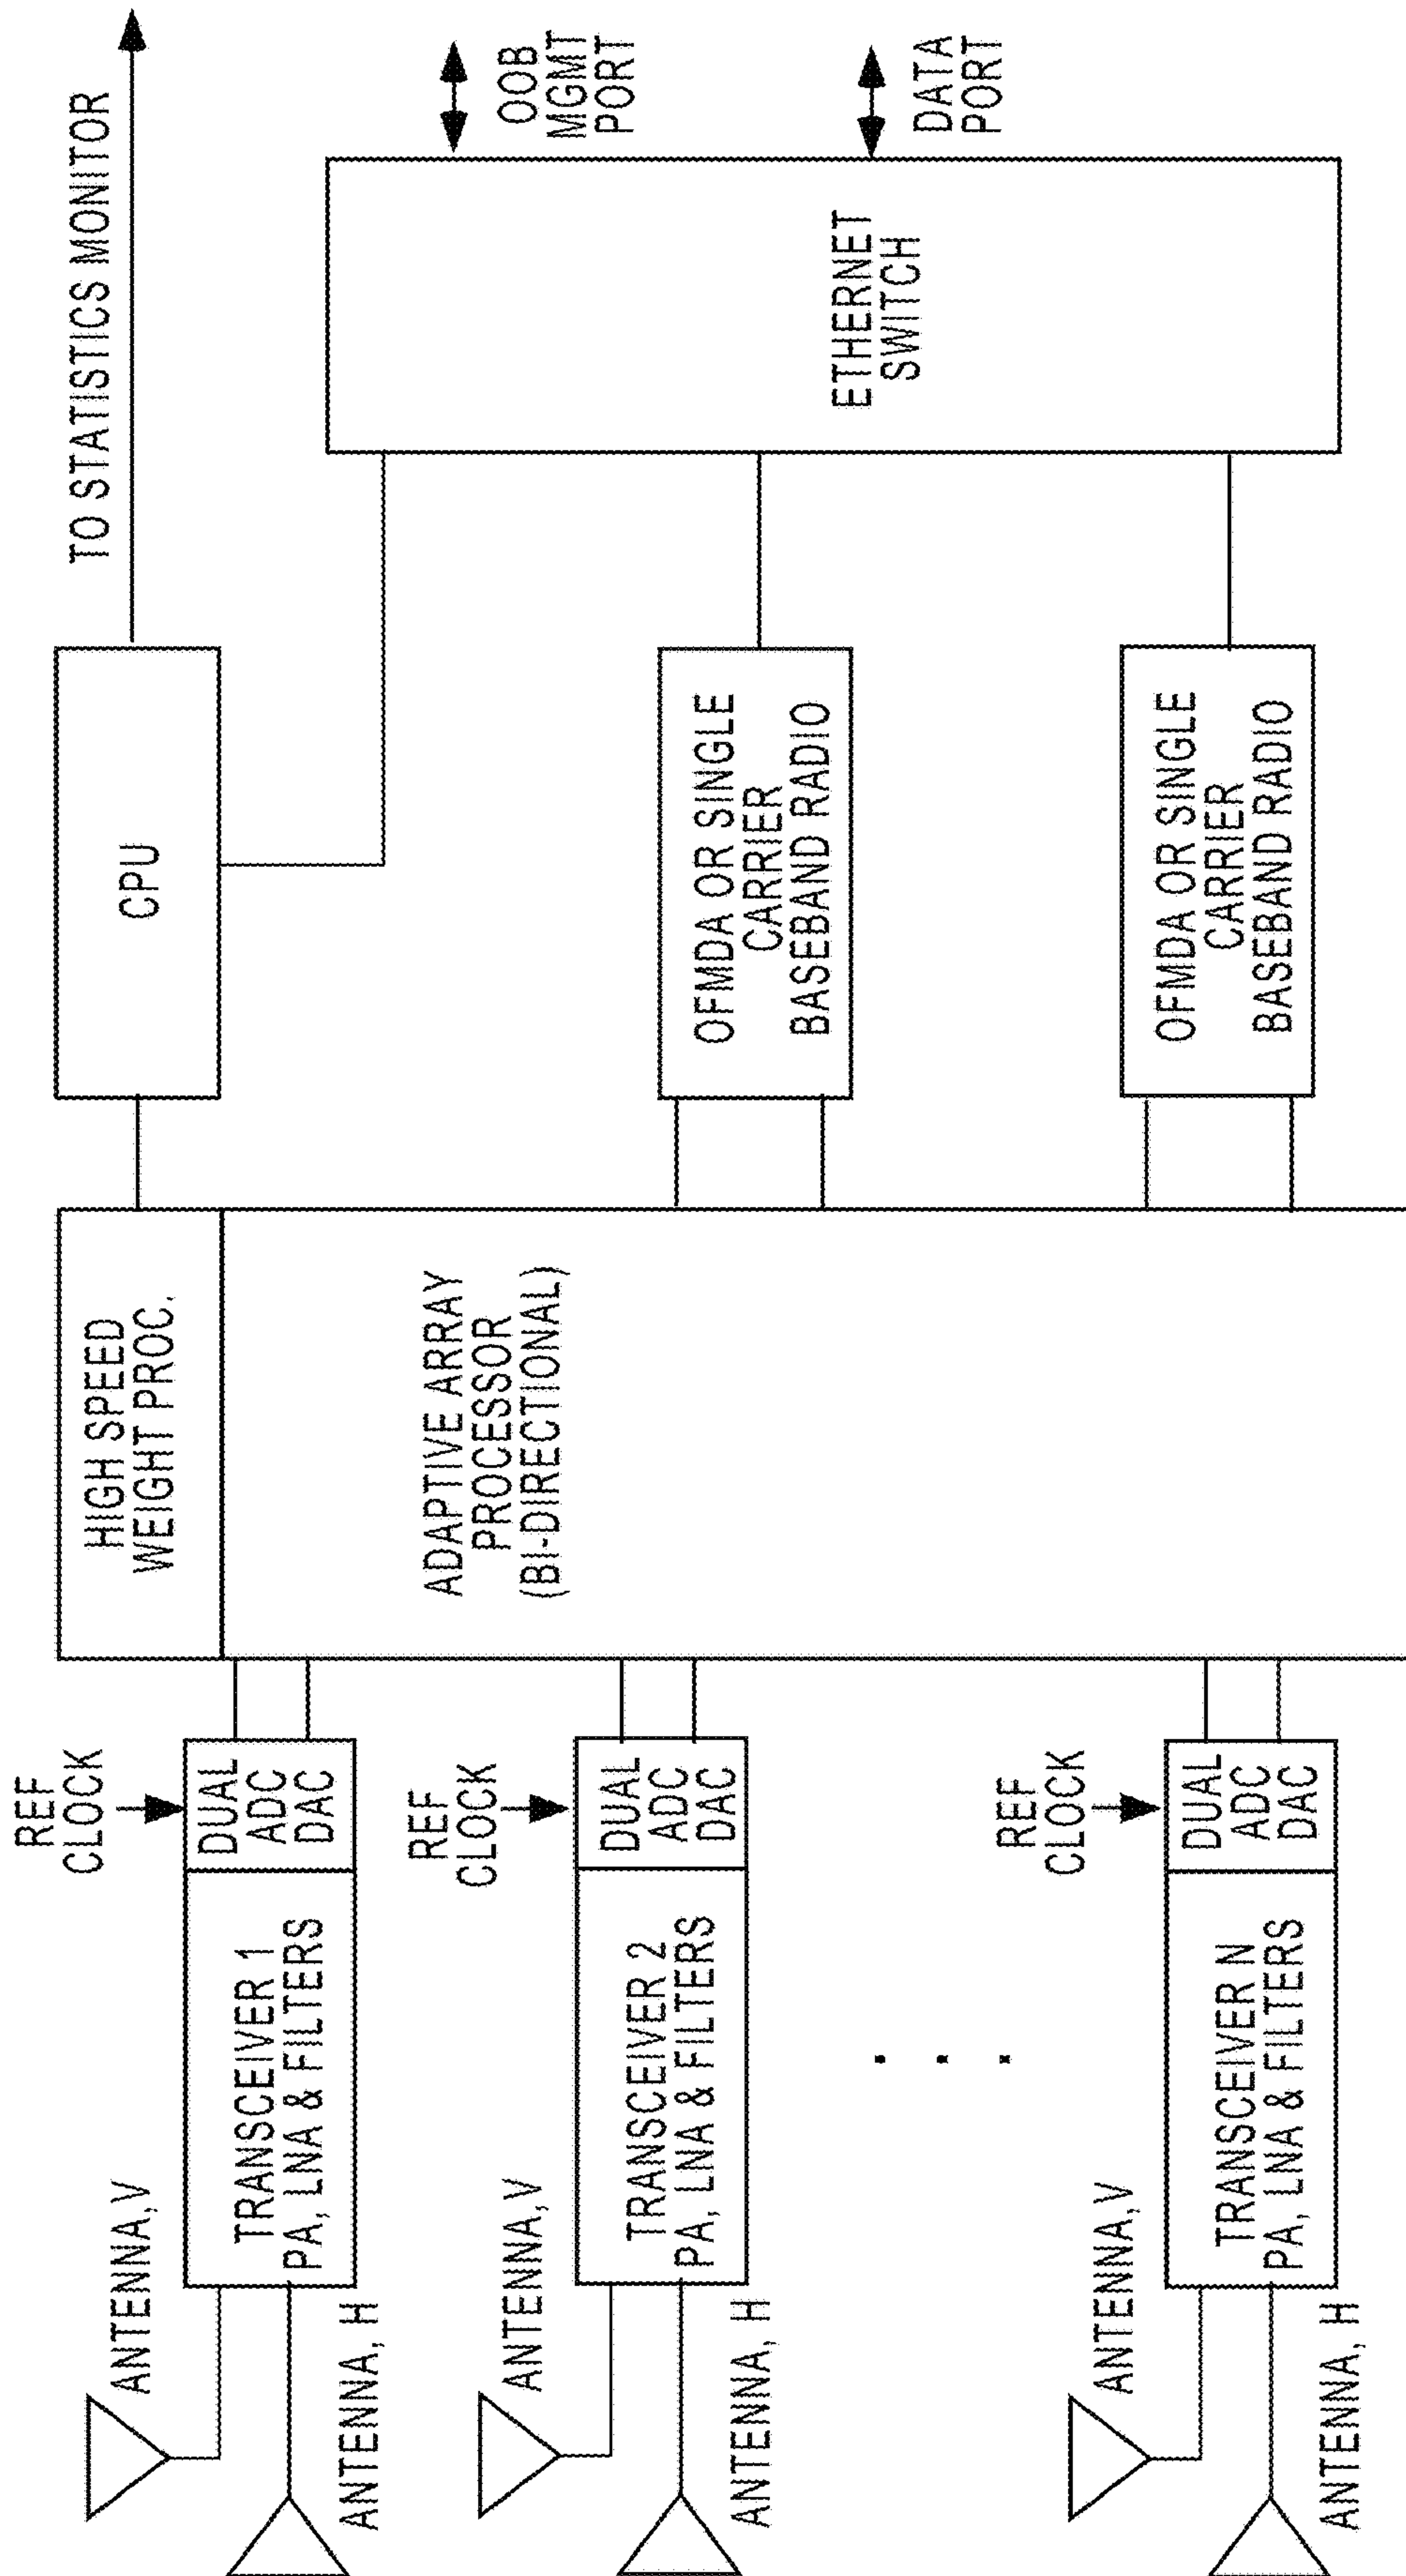 REF
CLOCK
ANTENNA,V
TRANSCEIVER 1
PA, LNA & FILTERS
DUAL
ADC
DAC
ANTENNA, H
REF
CLOCK
ANTENNA,V
TRANSCEIVER 2
PA, LNA & FILTERS
DUAL
ADC
DAC
ANTENNA, H
REF
CLOCK
ANTENNA,V
TRANSCEIVER N
PA, LNA & FILTERS
DUAL
ADC
DAC
ANTENNA, H
HIGH SPEED
WEIGHT PROC.
ADAPTIVE ARRAY
PROCESSOR
(BI-DIRECTIONAL)
CPU
TO STATISTICS MONITOR
OFMDA OR SINGLE
CARRIER
BASEBAND RADIO
OFMDA OR SINGLE
CARRIER
BASEBAND RADIO
ETHERNET
SWITCH
OOB
MGMT
PORT
DATA
PORT